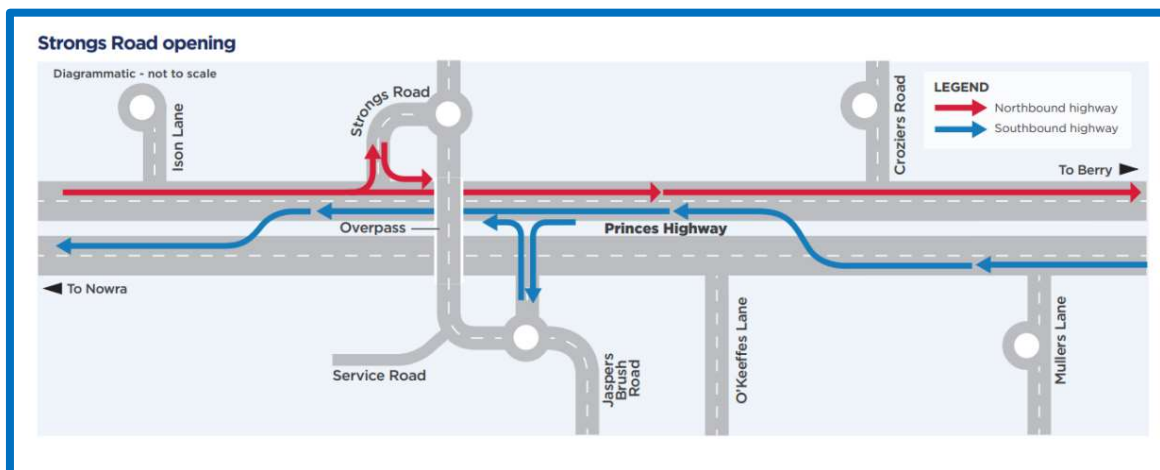 Strongs Road opening
Diagrammatic - not to scale
Ison Lane
Strongs Road
Croziers Road
LEGEND
Northbound highway
Southbound highway
To Berry
Overpass
Princes Highway
To Nowra
Service Road
Jaspers
Brush
Road
O'Keeffes Lane
Mullers Lane